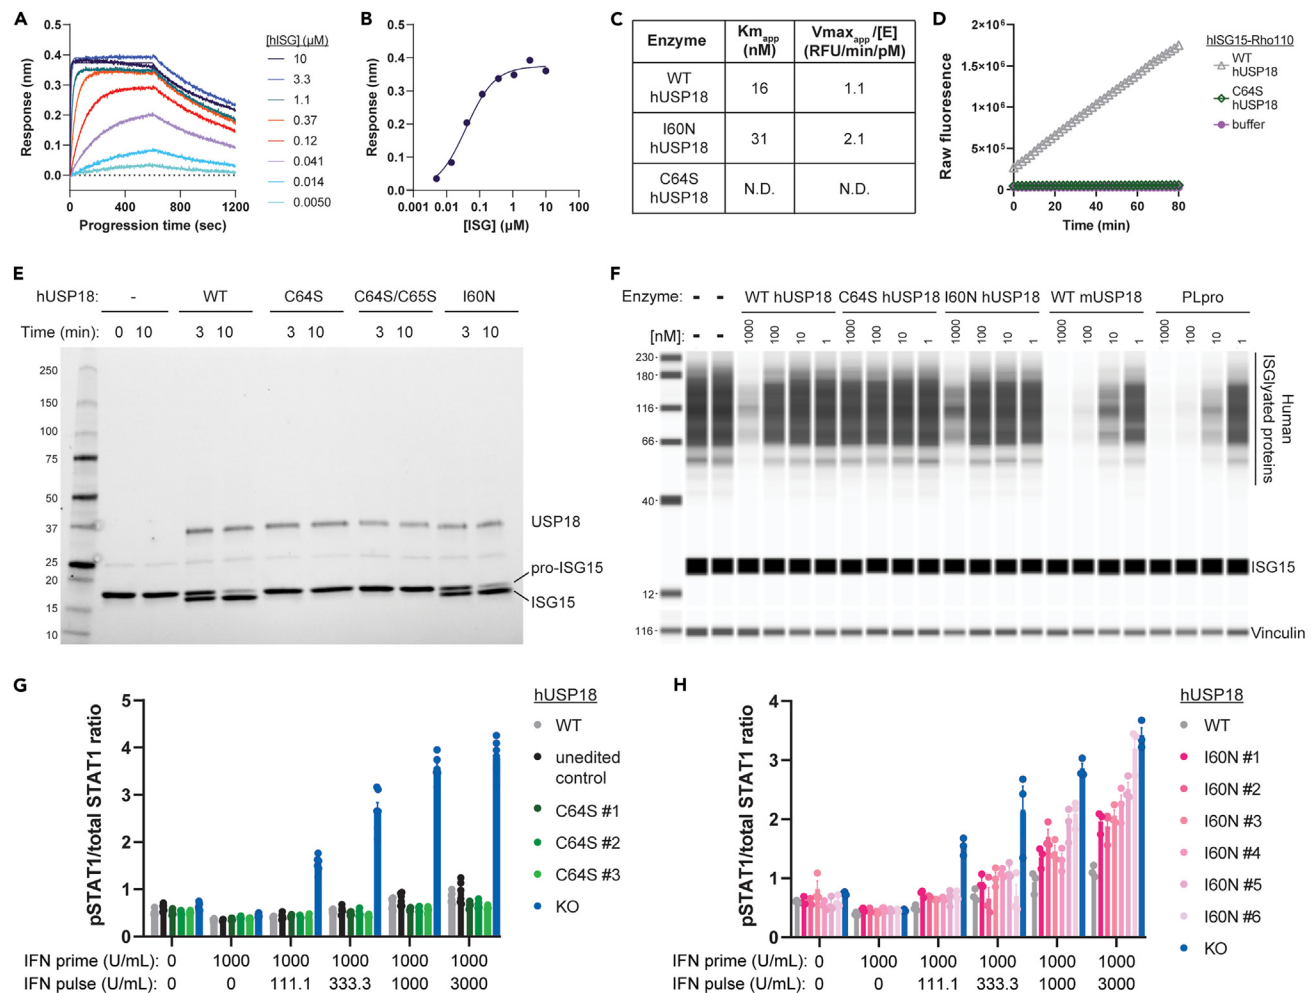 A
0.5
0.4
0.3
0.2
0.1
0.0
Response (nm)
0
400
800
1200
Progression time (sec)
[hISG] (µM)
10
3.3
1.1
0.37
0.12
0.041
0.014
0.0050
B
0.5
0.4
0.3
0.2
0.1
0.0
Response (nm)
0.001
0.01
0.1
1
10
100
[ISG] (µM)
C
Enzyme
Km app (nM)
Vmax app /[E] (RFU/min/pM)
WT hUSP18
16
1.1
I60N hUSP18
31
2.1
C64S hUSP18
N.D.
N.D.
D
2×10⁶
1.5×10⁶
1×10⁶
5×10⁵
0
Raw fluoresence
0
20
40
60
80
Time (min)
hISG15-Rho110
WT
hUSP18
C64S
hUSP18
buffer
E
hUSP18: - WT C64S C64S/C65S I60N
Time (min): 0 10 3 10 3 10 3 10 3 10
250
150
100
75
50
37
25
20
15
10
USP18
pro-ISG15
ISG15
F
Enzyme: - - WT hUSP18 C64S hUSP18 I60N hUSP18 WT mUSP18 PLpro
[nM]: - - 1000 100 10 1 1000 100 10 1 1000 100 10 1 1000 100 10 1 1000 100 10 1
230
180
116
66
40
12
116
Human
ISGlyated proteins
ISG15
Vinculin
G
5
4
3
2
1
0
pSTAT1/total STAT1 ratio
IFN prime (U/mL): 0 1000 1000 1000 1000 1000
IFN pulse (U/mL): 0 0 111.1 333.3 1000 3000
hUSP18
WT
unedited
control
C64S #1
C64S #2
C64S #3
KO
H
4
3
2
1
0
pSTAT1/total STAT1 ratio
IFN prime (U/mL): 0 1000 1000 1000 1000 1000
IFN pulse (U/mL): 0 0 111.1 333.3 1000 3000
hUSP18
WT
I60N #1
I60N #2
I60N #3
I60N #4
I60N #5
I60N #6
KO